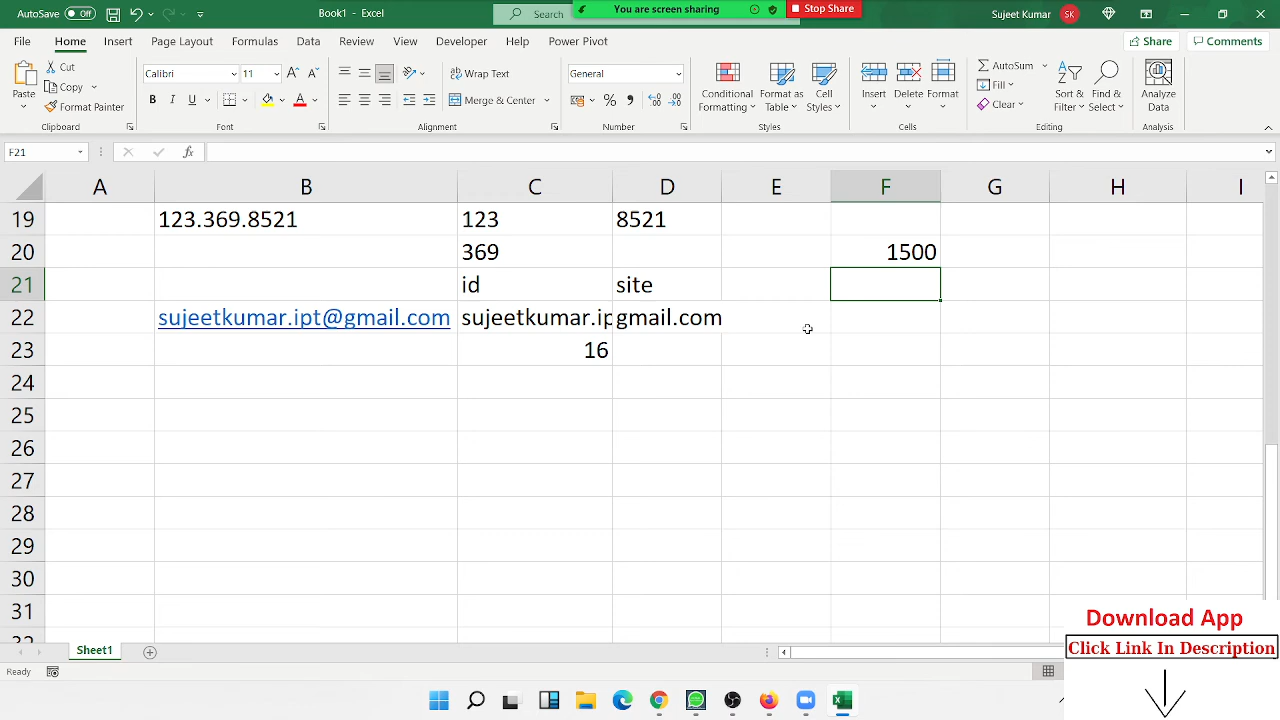 AutoSave Off Book1 - Excel Search You are screen sharing Stop Share Sujeet Kumar SK
File Home Insert Page Layout Formulas Data Review View Developer Help Power Pivot Share Comments
Paste Cut Copy Format Painter Clipboard
Calibri 11 B I U Font
Wrap Text Merge & Center Alignment
General % Number
Conditional Formatting Format as Table Cell Styles Styles
Insert Delete Format Cells
AutoSum Fill Clear Sort & Filter Find & Select Editing
Analyze Data Analysis
F21 fx
A B C D E F G H I
19 123.369.8521 123 8521
20 369 1500
21 id site
22 sujeetkumar.ipt@gmail.com sujeetkumar.ip gmail.com
23 16
24
25
26
27
28
29
30
31
32
Download App
Click Link In Description
Sheet1
Ready